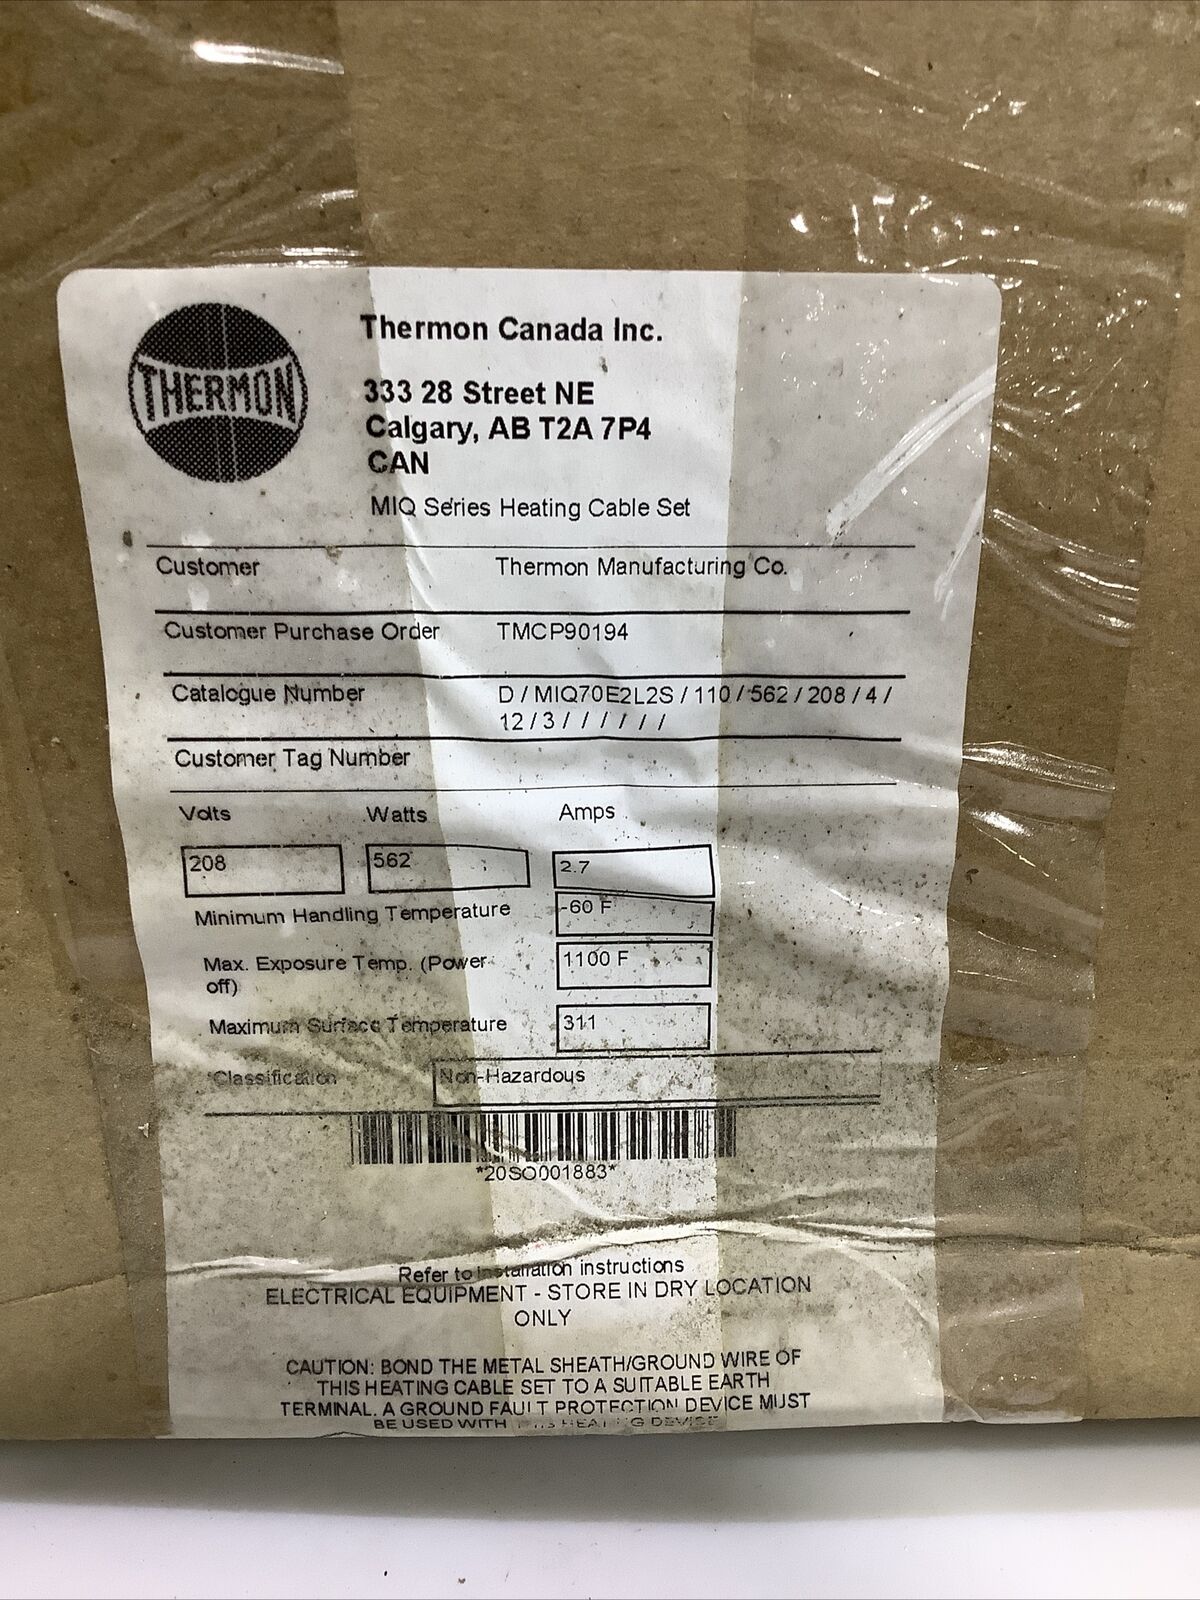 THERMON
Thermon Canada Inc.
333 28 Street NE
Calgary, AB T2A 7P4
CAN
MIQ Series Heating Cable Set
Customer Thermon Manufacturing Co.
Customer Purchase Order TMCP90194
Catalogue Number D / MIQ70E2L2S / 110 / 562 / 208 / 4 /
12 / 3 / / / / / /
Customer Tag Number
Volts Watts Amps
208 562 2.7
Minimum Handling Temperature -60 F
Max. Exposure Temp. (Power 1100 F
off)
Maximum Surface Temperature 311
Classification Non-Hazardous
*20SO001883*
Refer to installation instructions
ELECTRICAL EQUIPMENT - STORE IN DRY LOCATION
ONLY
CAUTION: BOND THE METAL SHEATH/GROUND WIRE OF
THIS HEATING CABLE SET TO A SUITABLE EARTH
TERMINAL. A GROUND FAULT PROTECTION DEVICE MUST
BE USED WITH THIS HEATING DEVICE